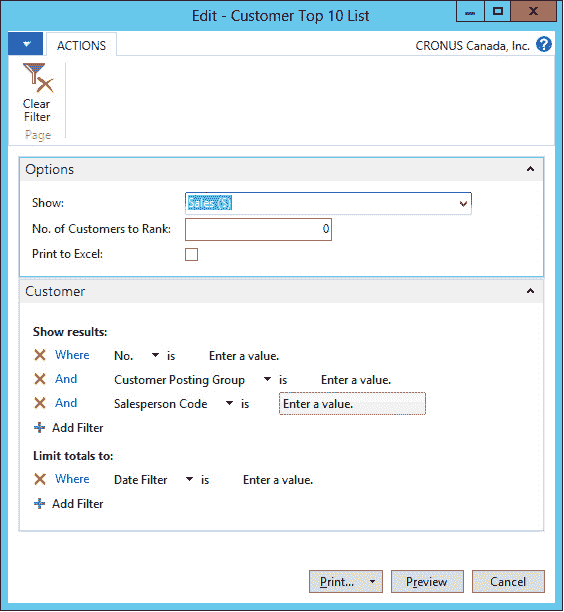 Edit - Customer Top 10 List
ACTIONS
CRONUS Canada, Inc.
Clear
Filter
Page
Options
Show: Sales ($)
No. of Customers to Rank: 0
Print to Excel:
Customer
Show results:
Where No. is Enter a value.
And Customer Posting Group is Enter a value.
And Salesperson Code is Enter a value.
Add Filter
Limit totals to:
Where Date Filter is Enter a value.
Add Filter
Print... Preview Cancel